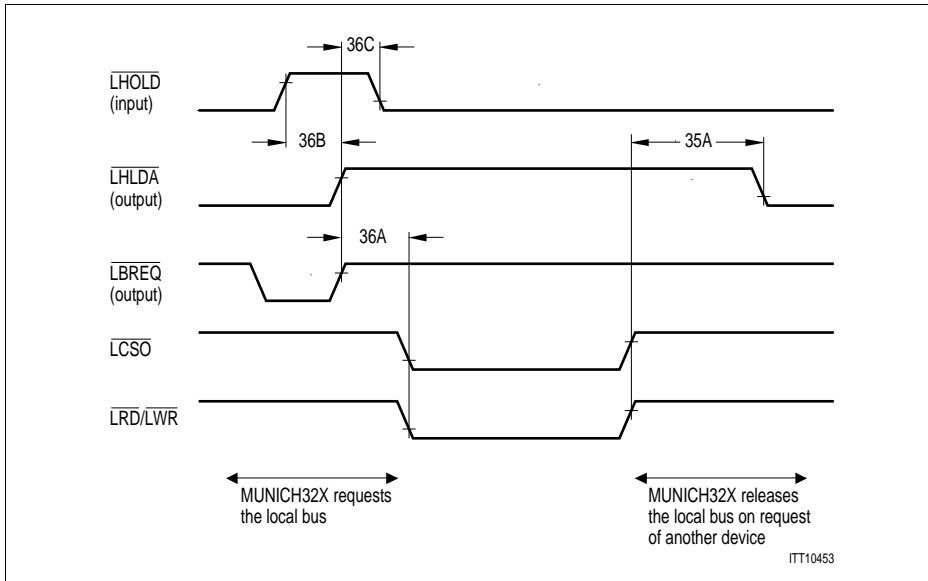 36C
LHOLD
(input)
36B
35A
LHLDA
(output)
36A
LBREQ
(output)
LCSO
LRD/LWR
MUNICH32X requests
the local bus
MUNICH32X releases
the local bus on request
of another device
ITT10453